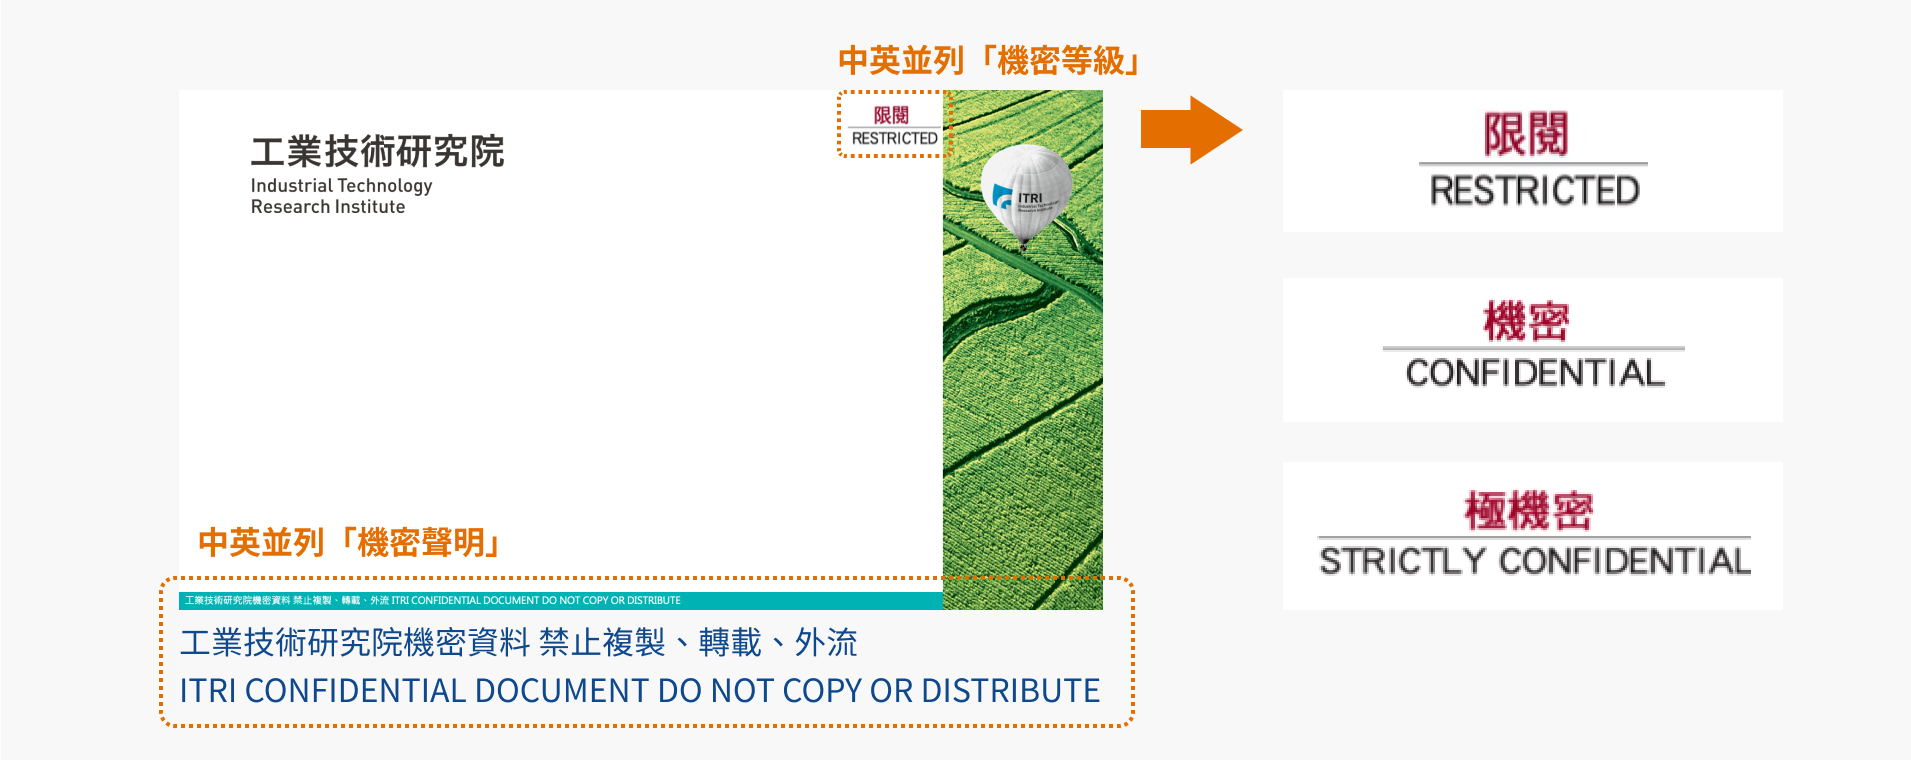 中英並列「機密等級」
限閱
RESTRICTED
工業技術研究院
Industrial Technology
Research Institute
ITRI
Industrial Technology
Research Institute
中英並列「機密聲明」
工業技術研究院機密資料 禁止複製、轉載、外流 ITRI CONFIDENTIAL DOCUMENT DO NOT COPY OR DISTRIBUTE
工業技術研究院機密資料 禁止複製、轉載、外流
ITRI CONFIDENTIAL DOCUMENT DO NOT COPY OR DISTRIBUTE
限閱
RESTRICTED
機密
CONFIDENTIAL
極機密
STRICTLY CONFIDENTIAL